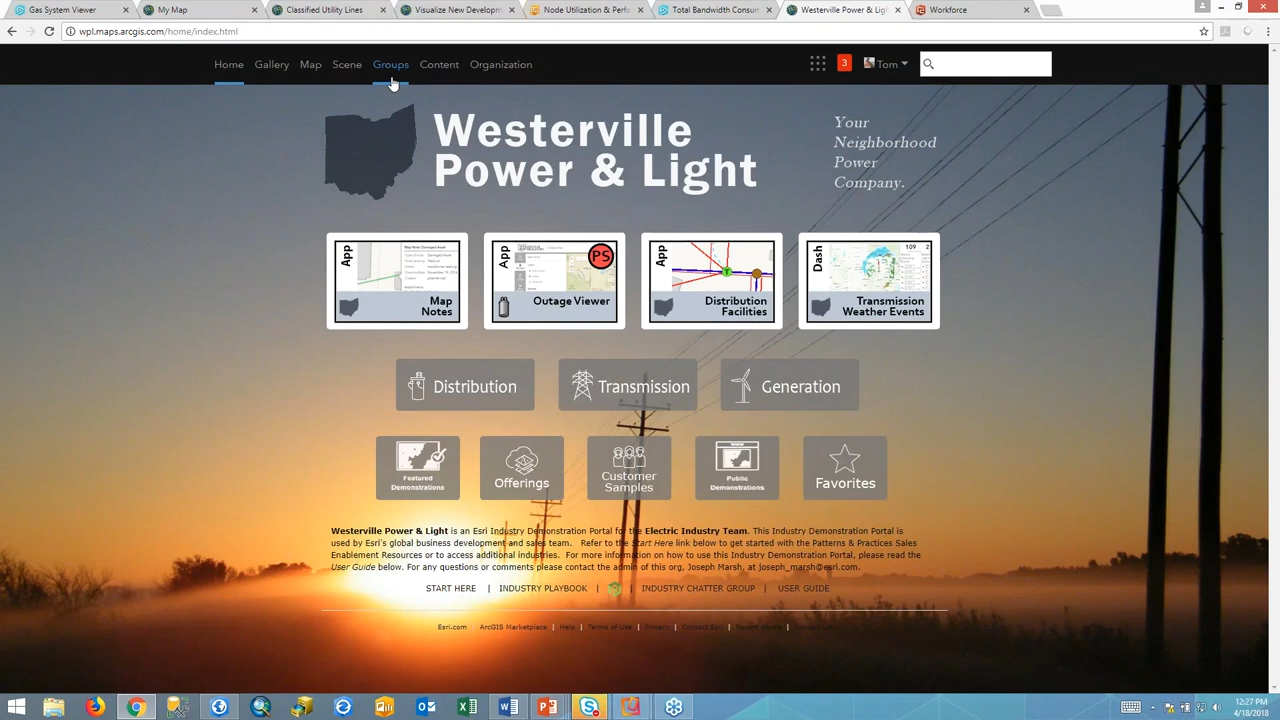 Gas System Viewer
My Map
Classified Utility Lines
Visualize New Developm
Node Utilization & Perfo
Total Bandwidth Consum
Westerville Power & Ligh
Workforce
wpl.maps.arcgis.com/home/index.html
Home Gallery Map Scene Groups Content Organization
3
Tom
Westerville
Power & Light
Your
Neighborhood
Power
Company.
App
Map
Notes
App
PS
Outage Viewer
App
Distribution
Facilities
Dash
109 2
Transmission
Weather Events
Distribution
Transmission
Generation
Featured
Demonstrations
Offerings
Customer
Samples
Public
Demonstrations
Favorites
Westerville Power & Light is an Esri Industry Demonstration Portal for the Electric Industry Team. This Industry Demonstration Portal is
used by Esri's global business development and sales team. Refer to the Start Here link below to get started with the Patterns & Practices Sales
Enablement Resources or to access additional industries. For more information on how to use this Industry Demonstration Portal, please read the
User Guide below. For any questions or comments please contact the admin of this org, Joseph Marsh, at joseph_marsh@esri.com.
START HERE | INDUSTRY PLAYBOOK | | INDUSTRY CHATTER GROUP | USER GUIDE
Esri.com ArcGIS Marketplace | Help | Terms of Use | Privacy | Contact Esri | Report Abuse |
12:27 PM
4/18/2018